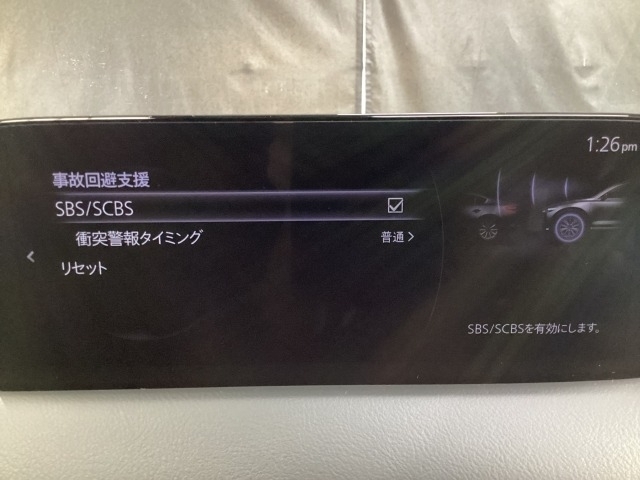 1:26pm
事故回避支援
SBS/SCBS
衝突警報タイミング 普通
リセット
SBS/SCBSを有効にします。